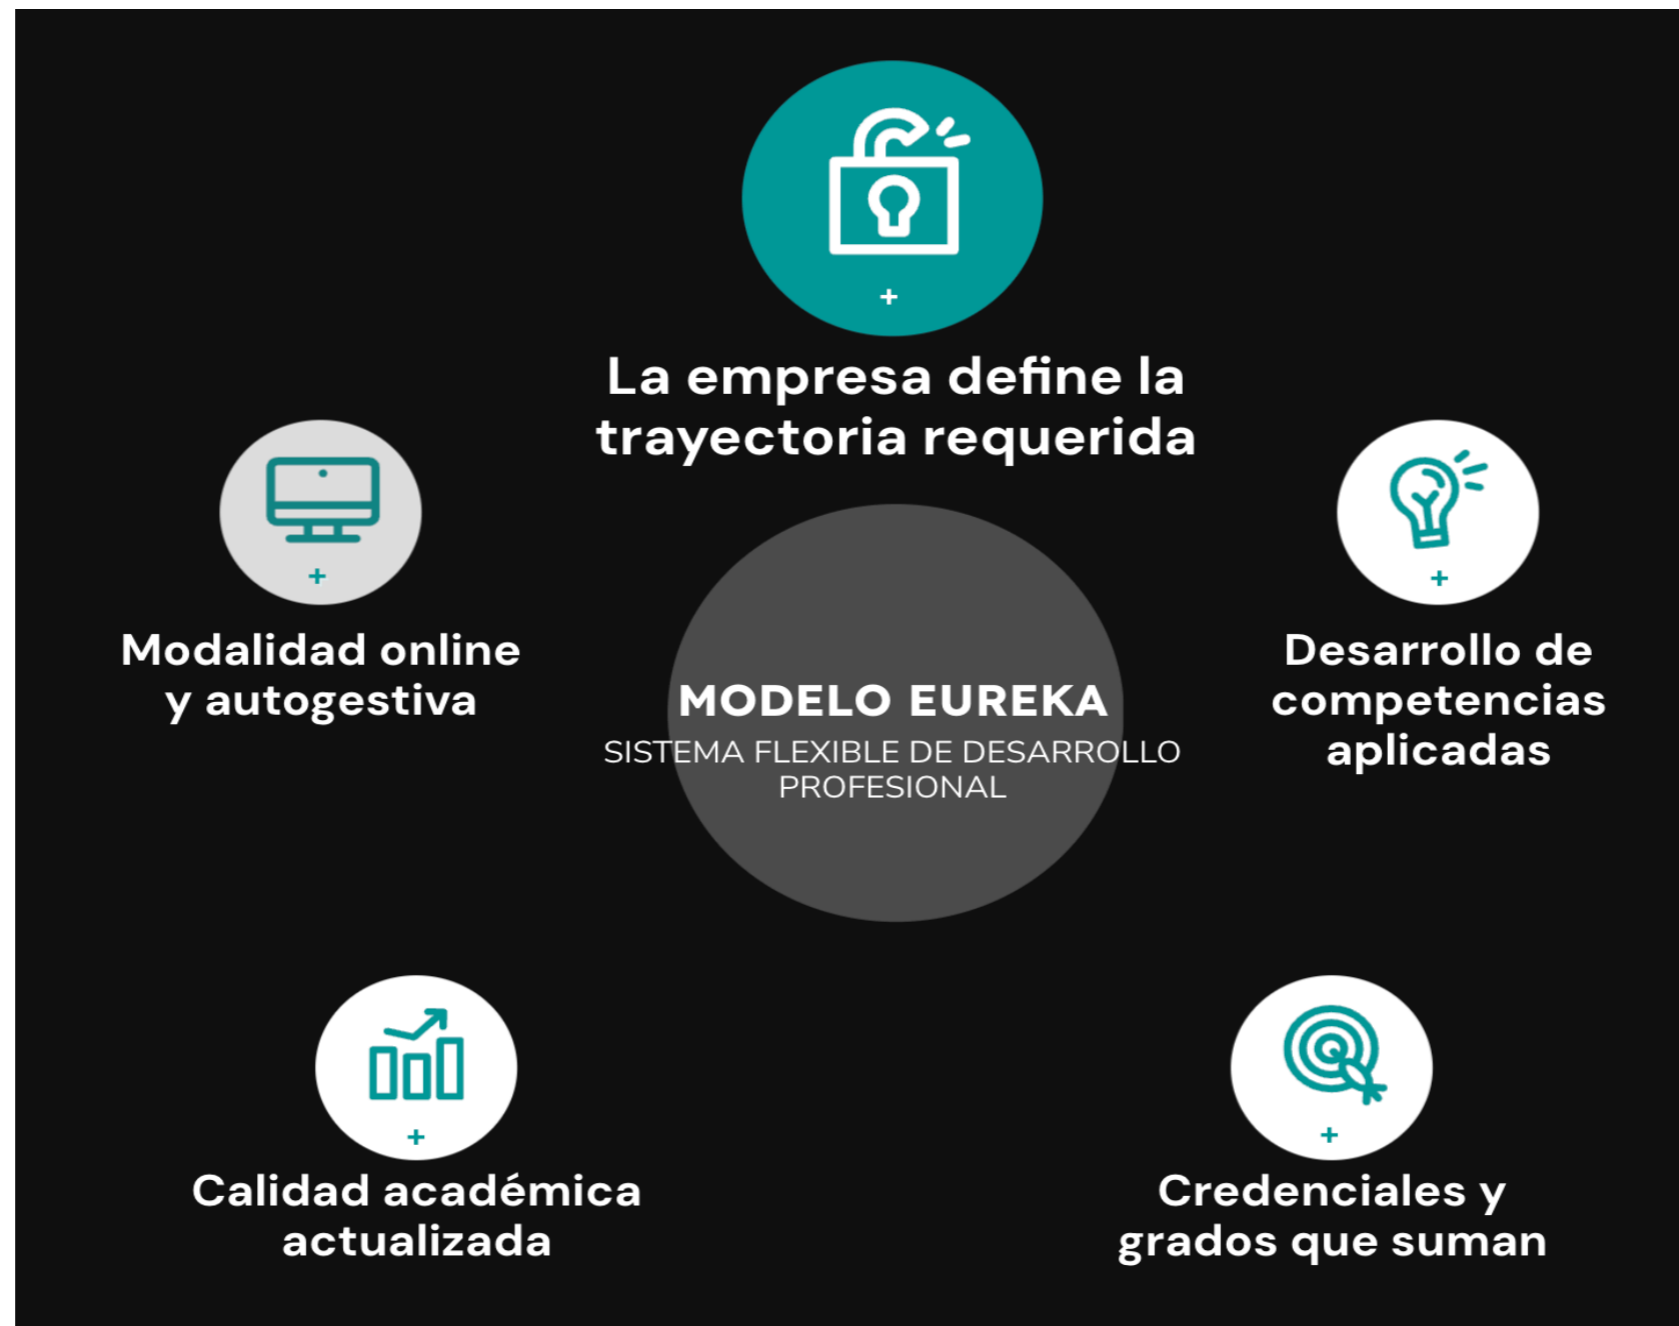 +
La empresa define la
trayectoria requerida
+
Modalidad online
y autogestiva
+
Desarrollo de
competencias
aplicadas
MODELO EUREKA
SISTEMA FLEXIBLE DE DESARROLLO
PROFESIONAL
+
Calidad académica
actualizada
+
Credenciales y
grados que suman